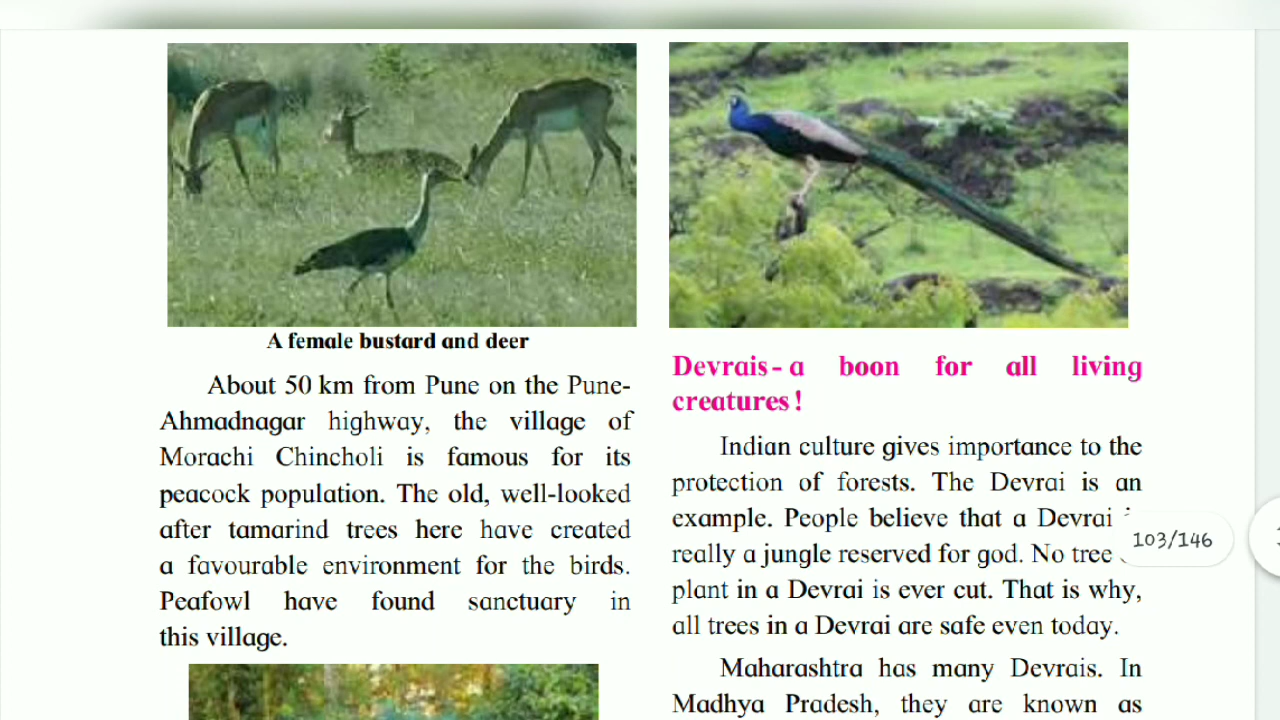 A female bustard and deer
About 50 km from Pune on the Pune-
Ahmadnagar highway, the village of
Morachi Chincholi is famous for its
peacock population. The old, well-looked
after tamarind trees here have created
a favourable environment for the birds.
Peafowl have found sanctuary in
this village.
Devrais - a boon for all living
creatures !
Indian culture gives importance to the
protection of forests. The Devrai is an
example. People believe that a Devrai
really a jungle reserved for god. No tree
plant in a Devrai is ever cut. That is why,
all trees in a Devrai are safe even today.
Maharashtra has many Devrais. In
Madhya Pradesh, they are known as
103/146